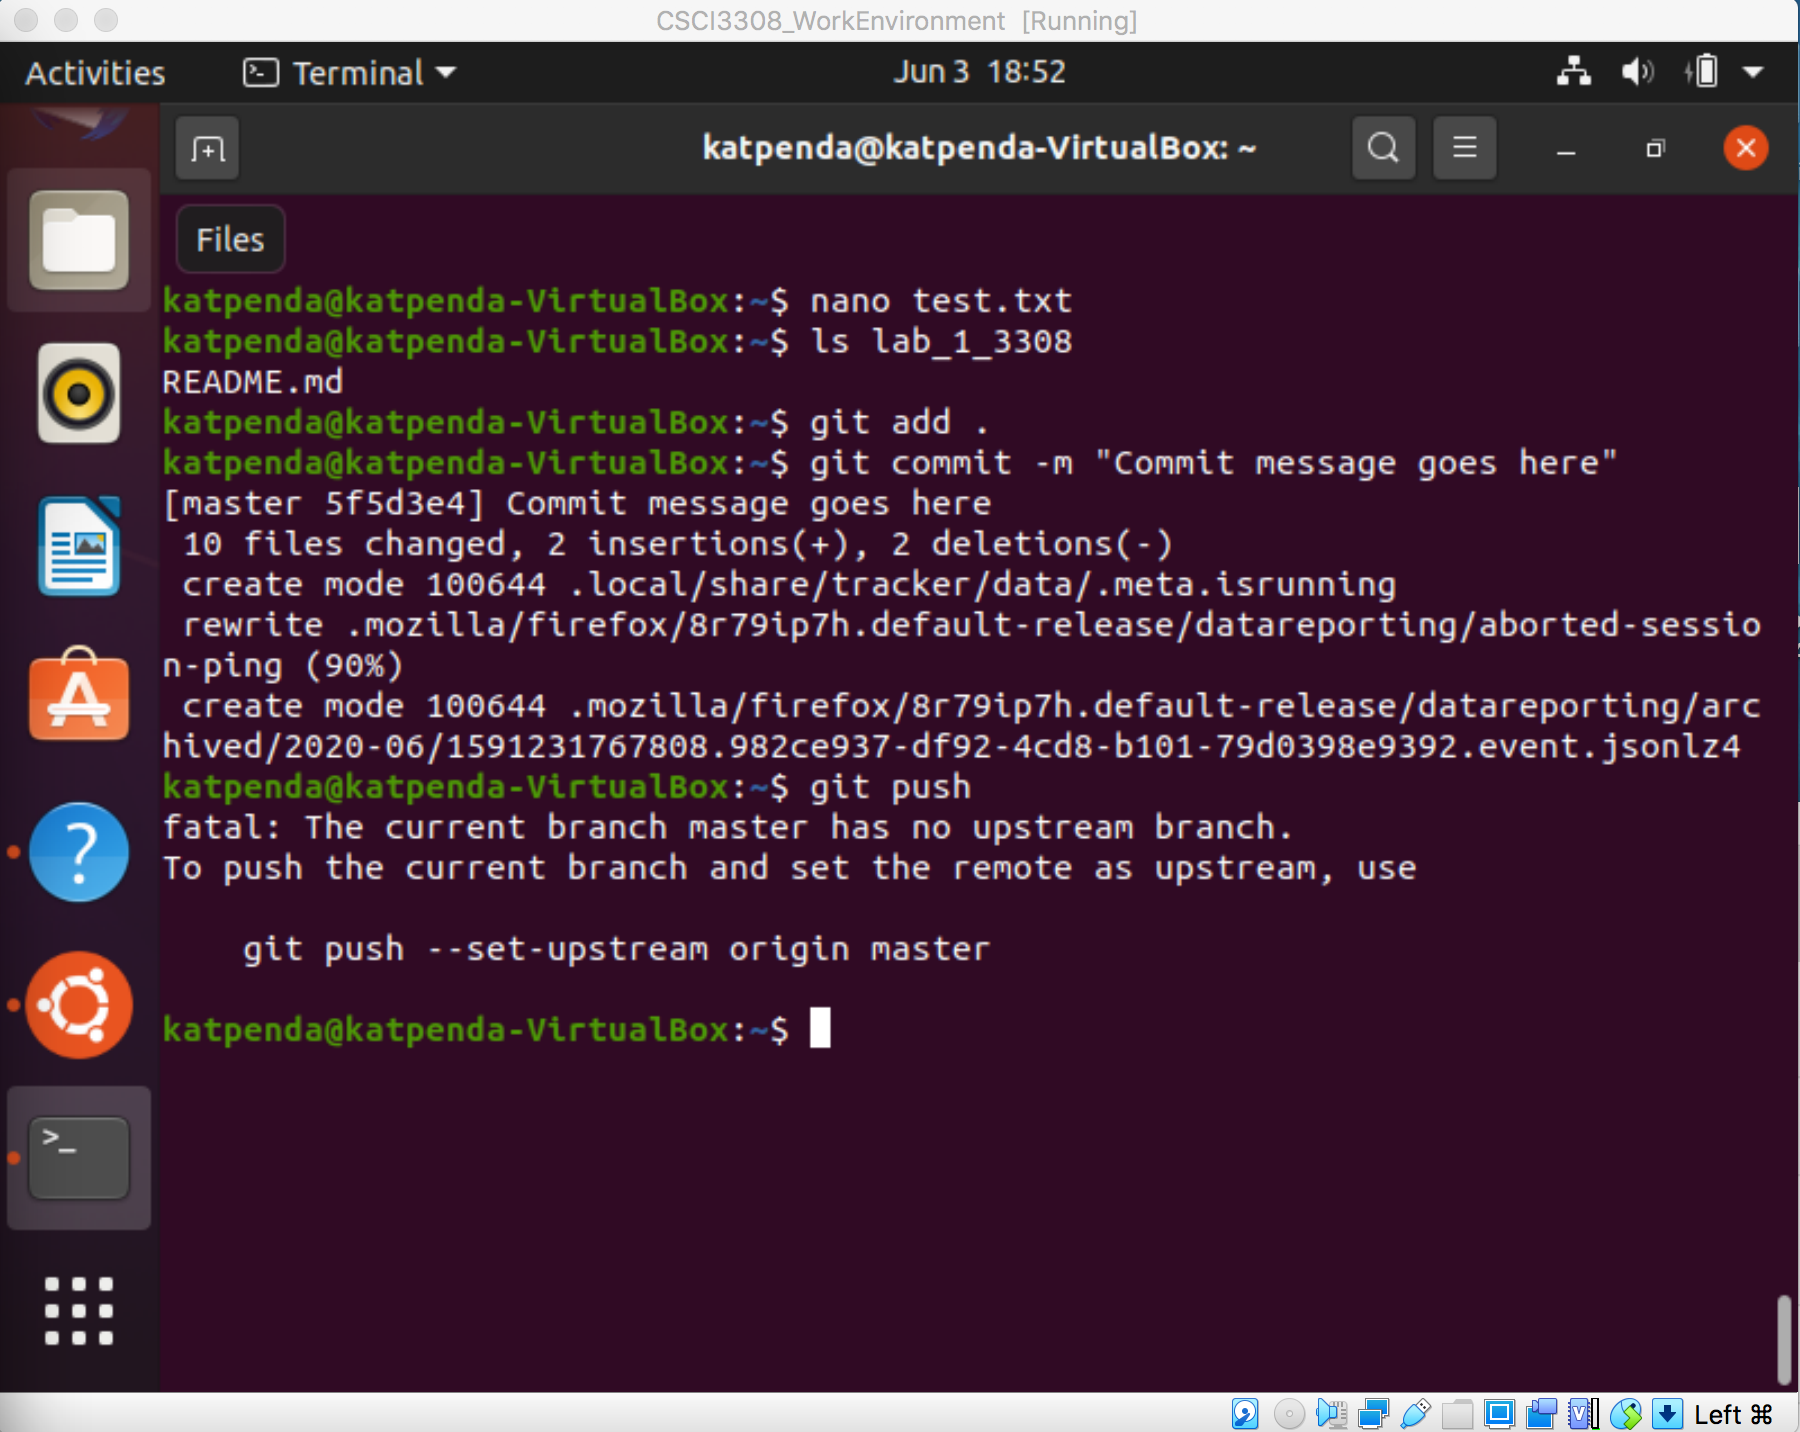 CSCI3308_WorkEnvironment [Running]
Activities Terminal Jun 3 18:52
katpenda@katpenda-VirtualBox: ~
Files
katpenda@katpenda-VirtualBox:~$ nano test.txt
katpenda@katpenda-VirtualBox:~$ ls lab_1_3308
README.md
katpenda@katpenda-VirtualBox:~$ git add .
katpenda@katpenda-VirtualBox:~$ git commit -m "Commit message goes here"
[master 5f5d3e4] Commit message goes here
 10 files changed, 2 insertions(+), 2 deletions(-)
 create mode 100644 .local/share/tracker/data/.meta.isrunning
 rewrite .mozilla/firefox/8r79ip7h.default-release/datareporting/aborted-sessio
n-ping (90%)
 create mode 100644 .mozilla/firefox/8r79ip7h.default-release/datareporting/arc
hived/2020-06/1591231767808.982ce937-df92-4cd8-b101-79d0398e9392.event.jsonlz4
katpenda@katpenda-VirtualBox:~$ git push
fatal: The current branch master has no upstream branch.
To push the current branch and set the remote as upstream, use
    git push --set-upstream origin master
katpenda@katpenda-VirtualBox:~$
Left ⌘